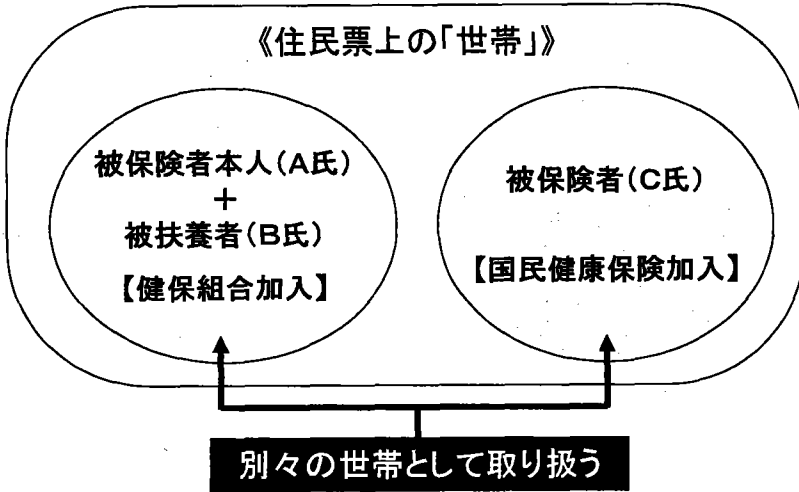 《住民票上の「世帯」》
被保険者本人(A氏)
+
被扶養者(B氏)
【健保組合加入】
被保険者(C氏)
【国民健康保険加入】
別々の世帯として取り扱う